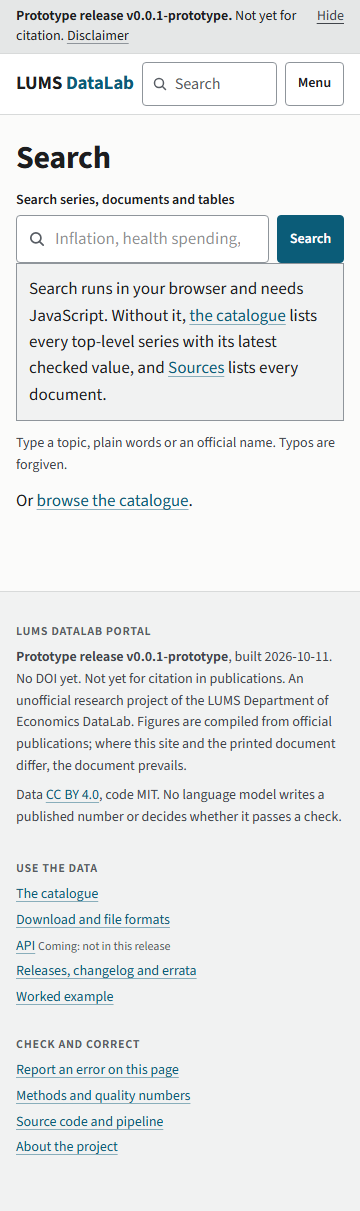 Prototype release v0.0.1-prototype. Not yet for
citation. Disclaimer
Hide
LUMS DataLab
Search
Menu
Search
Search series, documents and tables
Inflation, health spending,
Search
Search runs in your browser and needs
JavaScript. Without it, the catalogue lists
every top-level series with its latest
checked value, and Sources lists every
document.
Type a topic, plain words or an official name. Typos are
forgiven.
Or browse the catalogue.
LUMS DATALAB PORTAL
Prototype release v0.0.1-prototype, built 2026-10-11.
No DOI yet. Not yet for citation in publications. An
unofficial research project of the LUMS Department of
Economics DataLab. Figures are compiled from official
publications; where this site and the printed document
differ, the document prevails.
Data CC BY 4.0, code MIT. No language model writes a
published number or decides whether it passes a check.
USE THE DATA
The catalogue
Download and file formats
API Coming: not in this release
Releases, changelog and errata
Worked example
CHECK AND CORRECT
Report an error on this page
Methods and quality numbers
Source code and pipeline
About the project